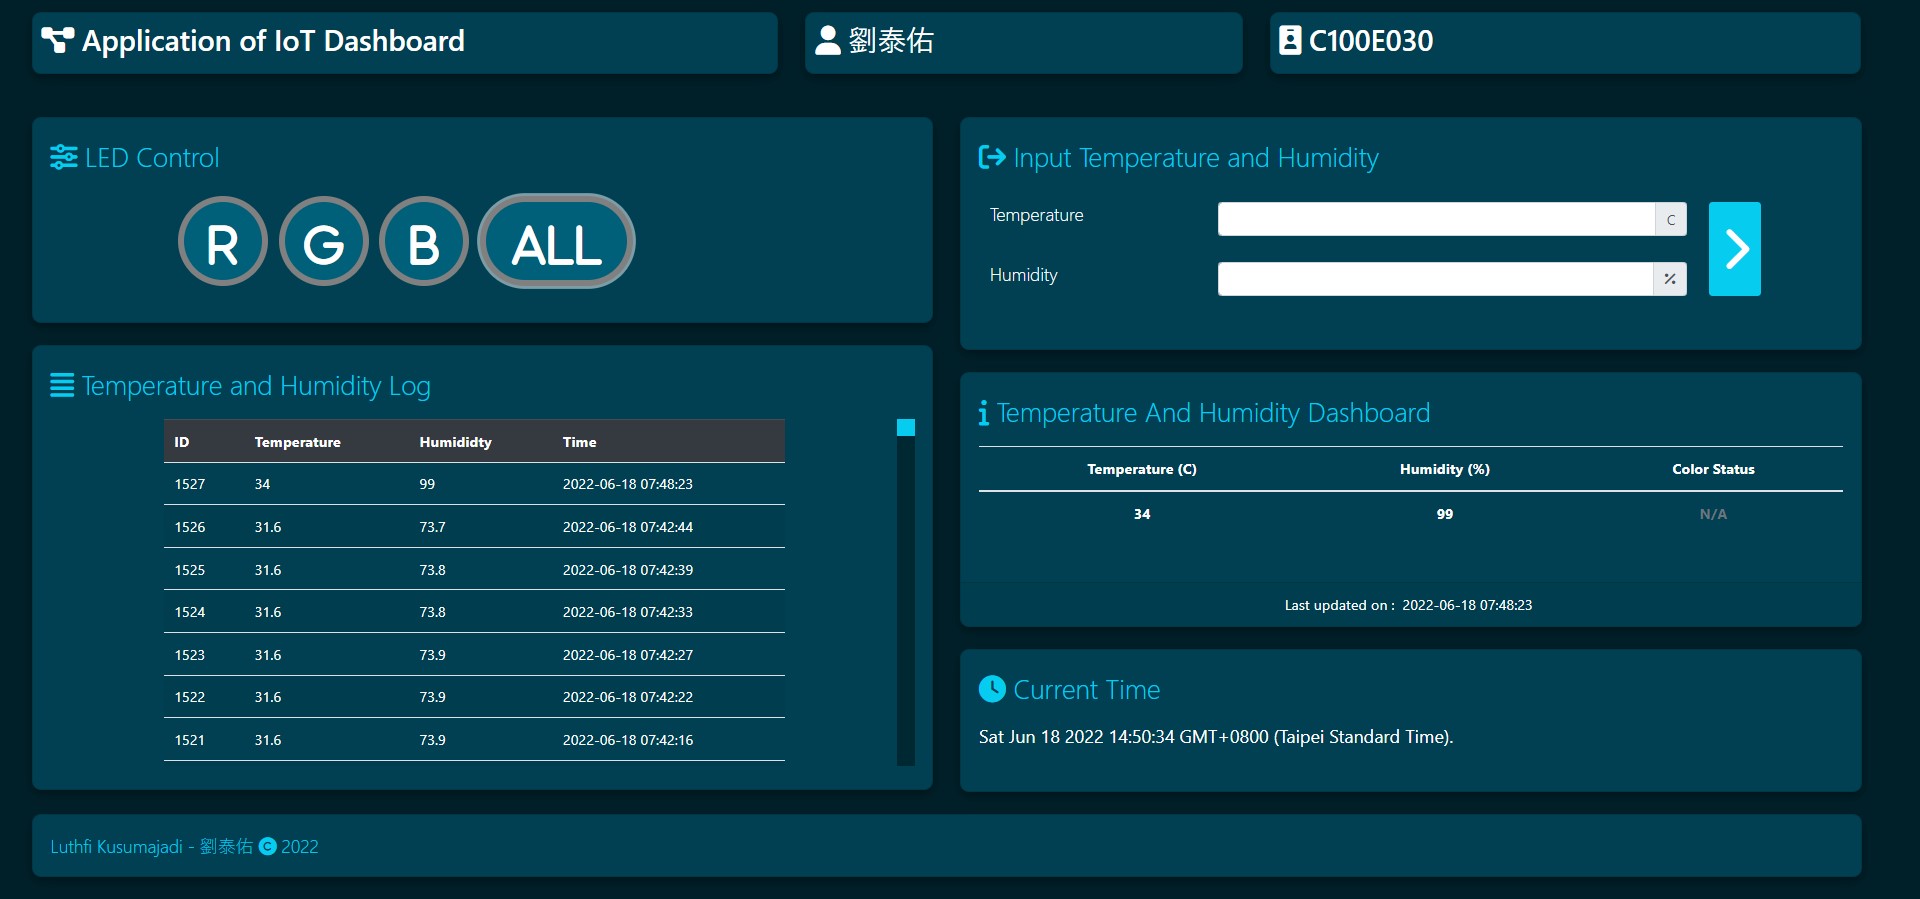 Application of IoT Dashboard
劉泰佑
C100E030
LED Control
R G B ALL
Temperature and Humidity Log
ID Temperature Humididty Time
1527 34 99 2022-06-18 07:48:23
1526 31.6 73.7 2022-06-18 07:42:44
1525 31.6 73.8 2022-06-18 07:42:39
1524 31.6 73.8 2022-06-18 07:42:33
1523 31.6 73.9 2022-06-18 07:42:27
1522 31.6 73.9 2022-06-18 07:42:22
1521 31.6 73.9 2022-06-18 07:42:16
Input Temperature and Humidity
Temperature C
Humidity %
Temperature And Humidity Dashboard
Temperature (C) Humidity (%) Color Status
34 99 N/A
Last updated on : 2022-06-18 07:48:23
Current Time
Sat Jun 18 2022 14:50:34 GMT+0800 (Taipei Standard Time).
Luthfi Kusumajadi - 劉泰佑 © 2022